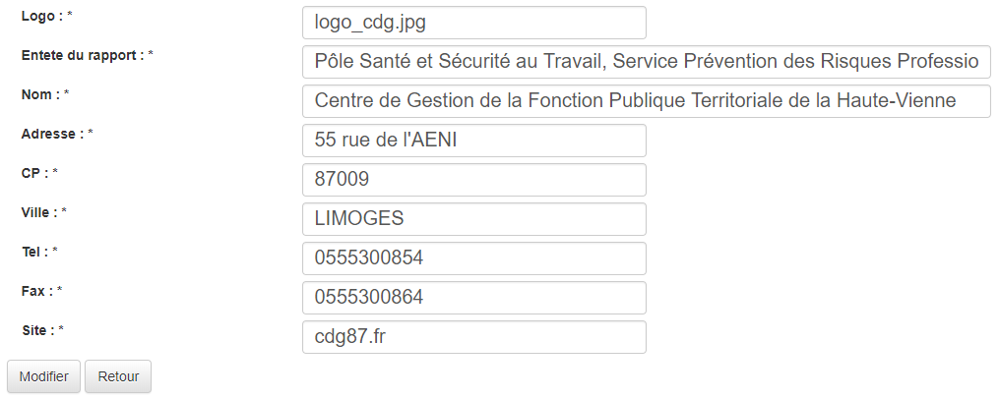 Logo : * logo_cdg.jpg
Entete du rapport : * Pôle Santé et Sécurité au Travail, Service Prévention des Risques Professio
Nom : * Centre de Gestion de la Fonction Publique Territoriale de la Haute-Vienne
Adresse : * 55 rue de l'AENI
CP : * 87009
Ville : * LIMOGES
Tel : * 0555300854
Fax : * 0555300864
Site : * cdg87.fr
Modifier Retour